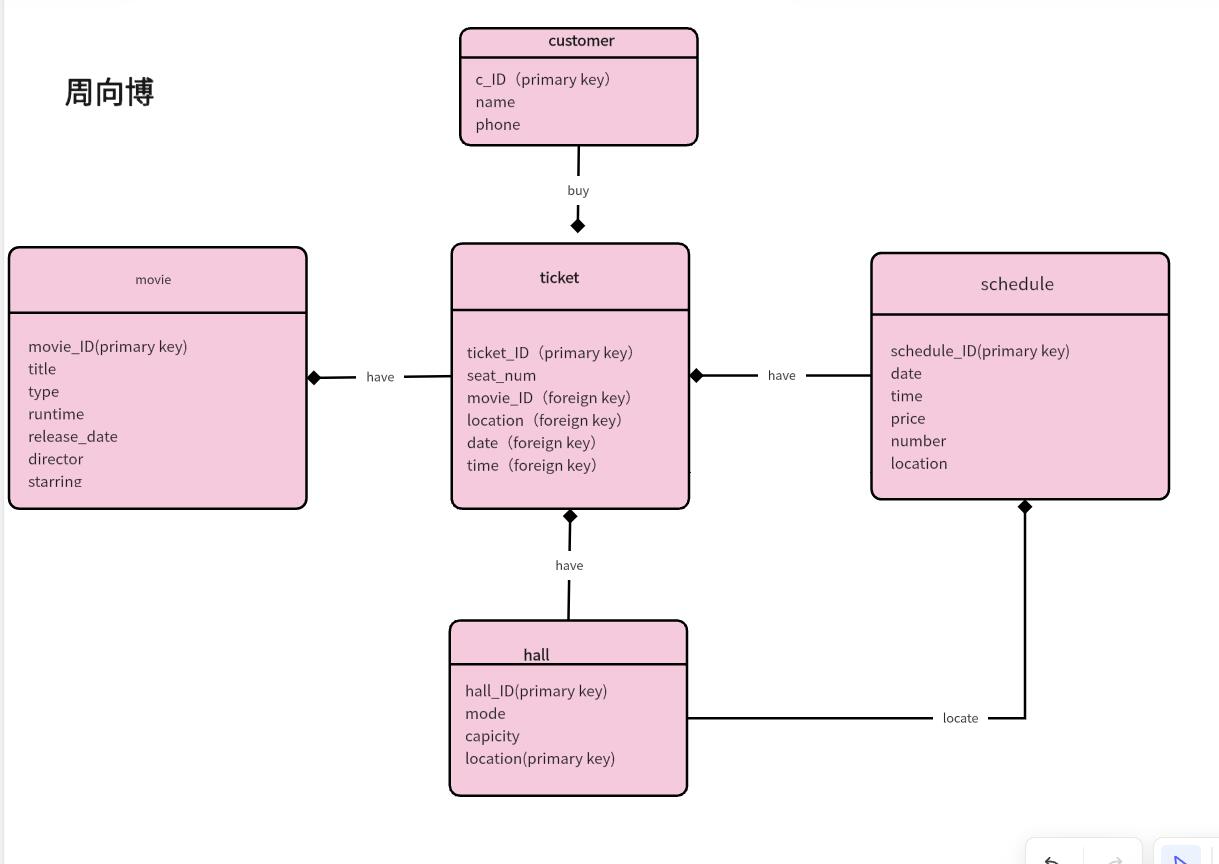 周向博
customer
c_ID（primary key）
name
phone
buy
movie
movie_ID(primary key)
title
type
runtime
release_date
director
starring
have
ticket
ticket_ID（primary key）
seat_num
movie_ID（foreign key）
location（foreign key）
date（foreign key）
time（foreign key）
have
schedule
schedule_ID(primary key)
date
time
price
number
location
have
hall
hall_ID(primary key)
mode
capicity
location(primary key)
locate